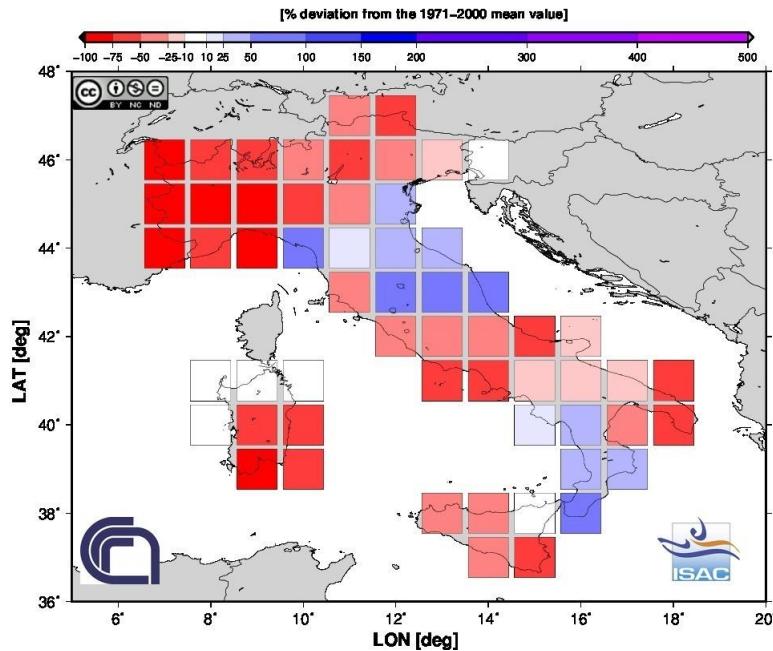 [% deviation from the 1971–2000 mean value]
-100 -75 -50 -25 -10 10 25 50 100 150 200 300 400 500
48°
46°
44°
42°
40°
38°
36°
LAT [deg]
6° 8° 10° 12° 14° 16° 18° 20°
LON [deg]
cc
BY NC ND
ISAC